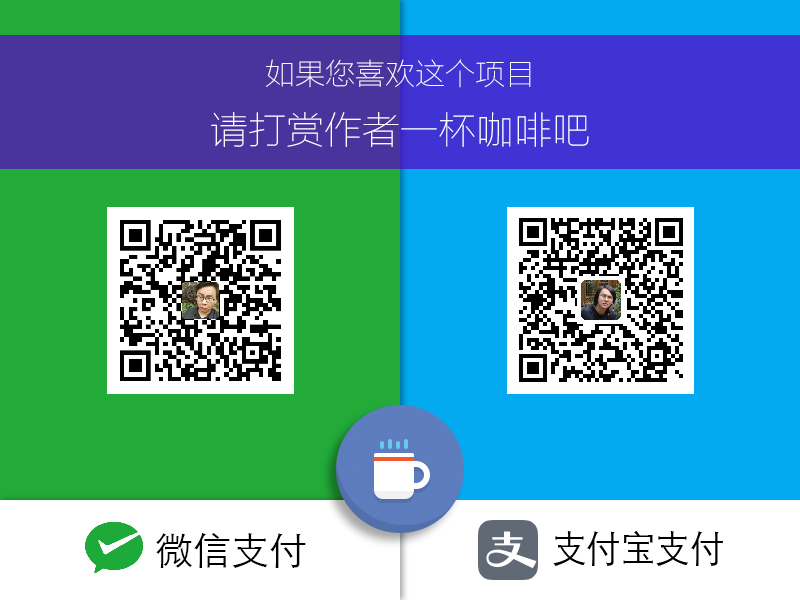 如果您喜欢这个项目
请打赏作者一杯咖啡吧
微信支付
支 支付宝支付